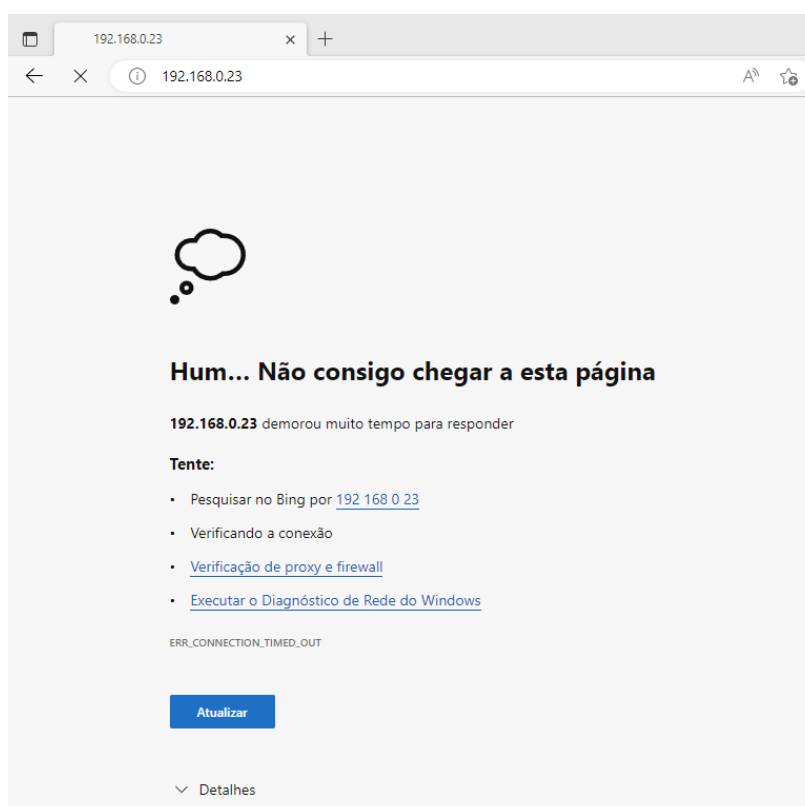 192.168.0.23
192.168.0.23
Hum... Não consigo chegar a esta página
192.168.0.23 demorou muito tempo para responder
Tente:
• Pesquisar no Bing por 192 168 0 23
• Verificando a conexão
• Verificação de proxy e firewall
• Executar o Diagnóstico de Rede do Windows
ERR_CONNECTION_TIMED_OUT
Atualizar
Detalhes